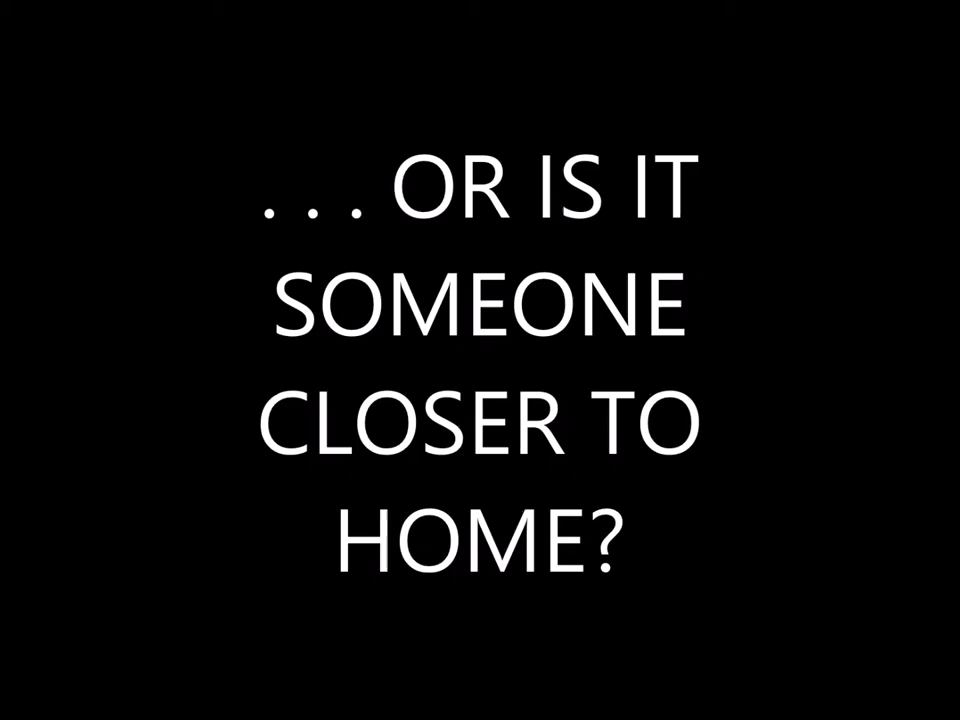 . . . OR IS IT
SOMEONE
CLOSER TO
HOME?